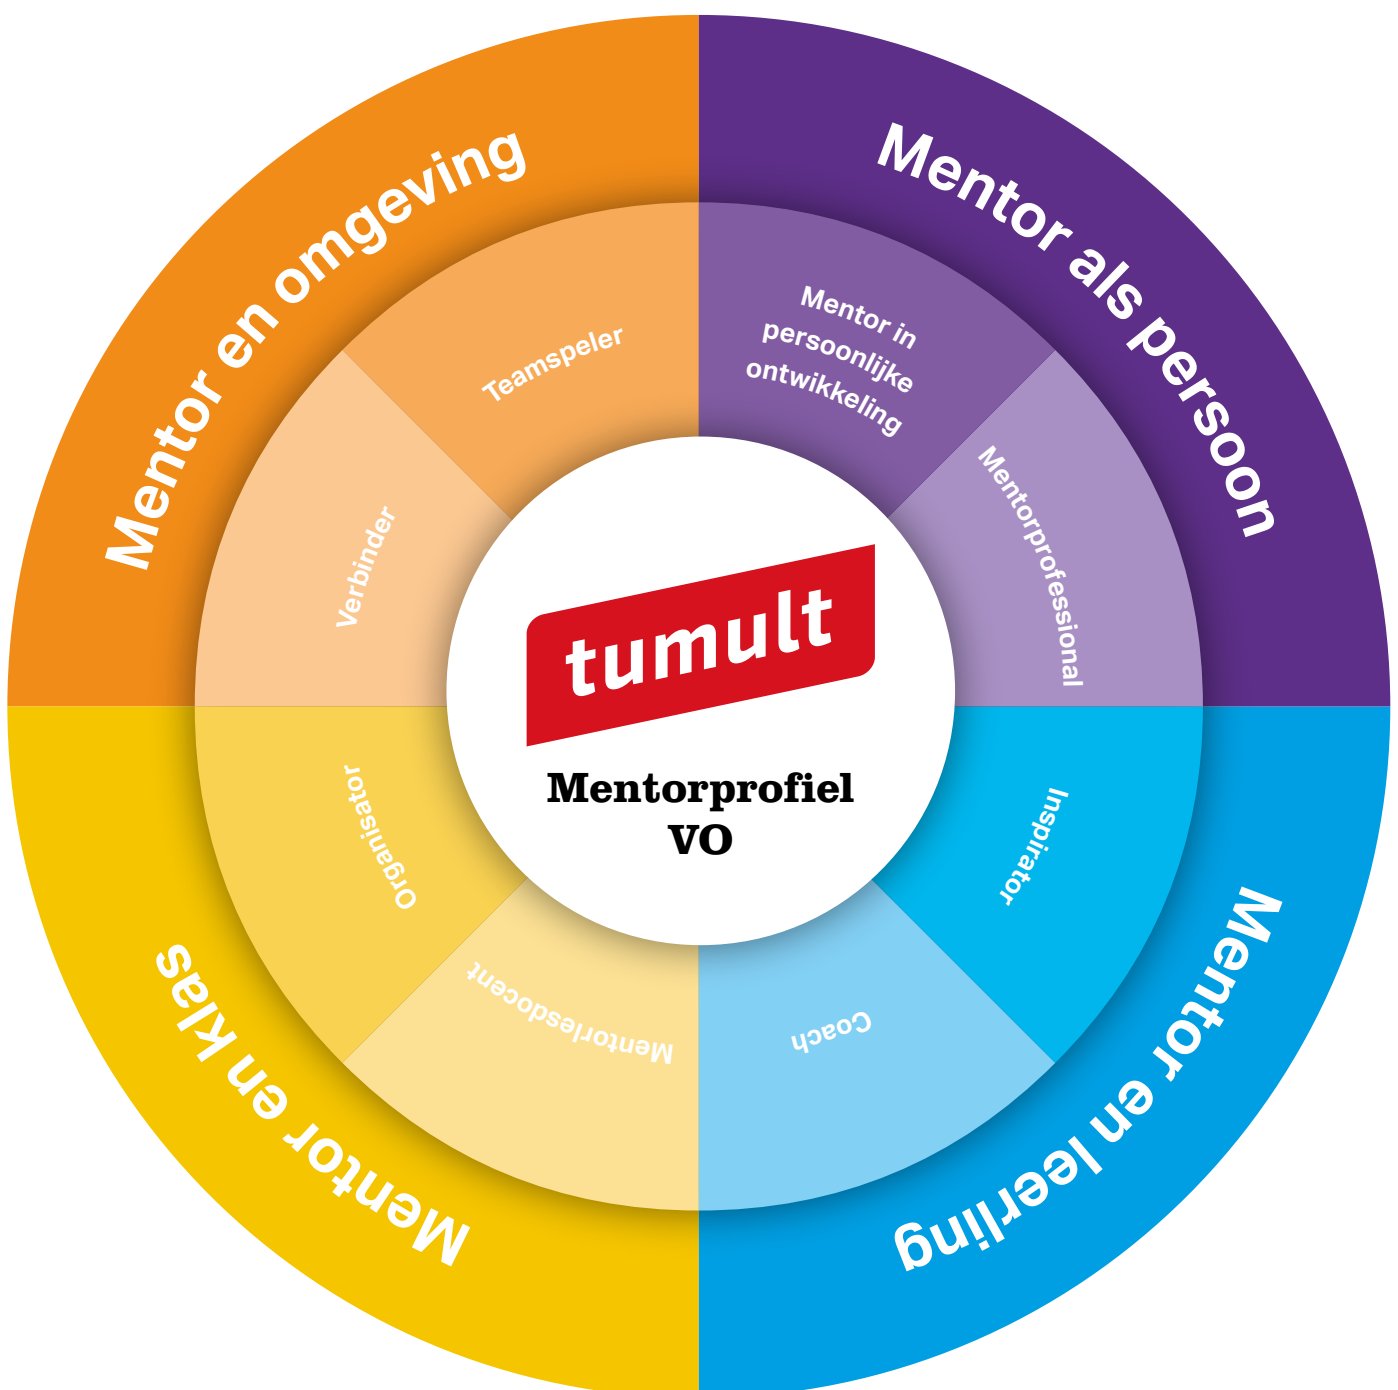 Mentor en omgeving
Mentor als persoon
Teamspeler
Mentor in
persoonlijke
ontwikkeling
Verbinder
Mentorprofessional
tumult
Mentorprofiel
VO
Organisator
Inspirator
Mentorlesdocent
Coach
Mentor en klas
Mentor en leerling